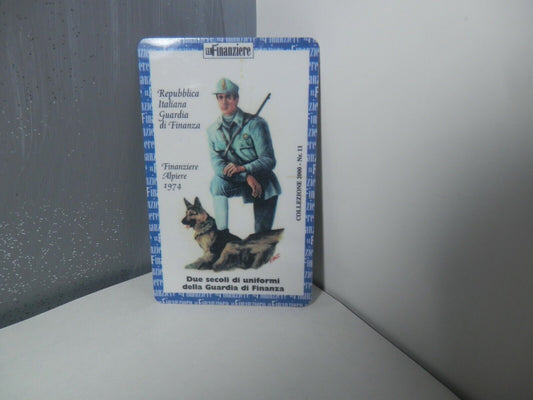 IL Finanziere
Repubblica
Italiana
Guardia
di Finanza
Finanziere
Alpiere
1974
COLLEZIONE 2000 - Nr. 11
Due secoli di uniformi
della Guardia di Finanza